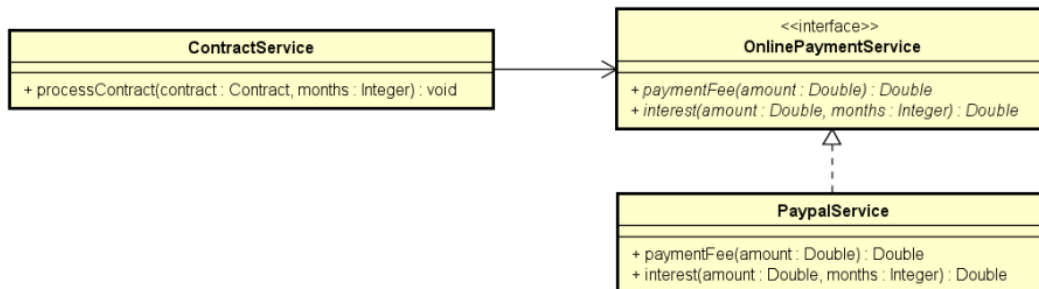 ContractService
+ processContract(contract : Contract, months : Integer) : void
<<interface>>
OnlinePaymentService
+ paymentFee(amount : Double) : Double
+ interest(amount : Double, months : Integer) : Double
PaypalService
+ paymentFee(amount : Double) : Double
+ interest(amount : Double, months : Integer) : Double